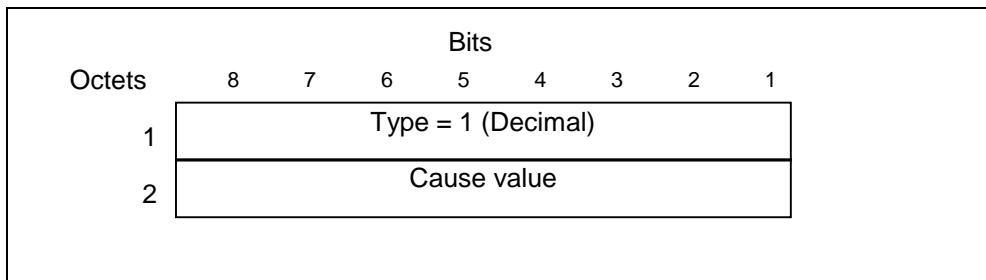 Bits
Octets 8 7 6 5 4 3 2 1
1 Type = 1 (Decimal)
2 Cause value